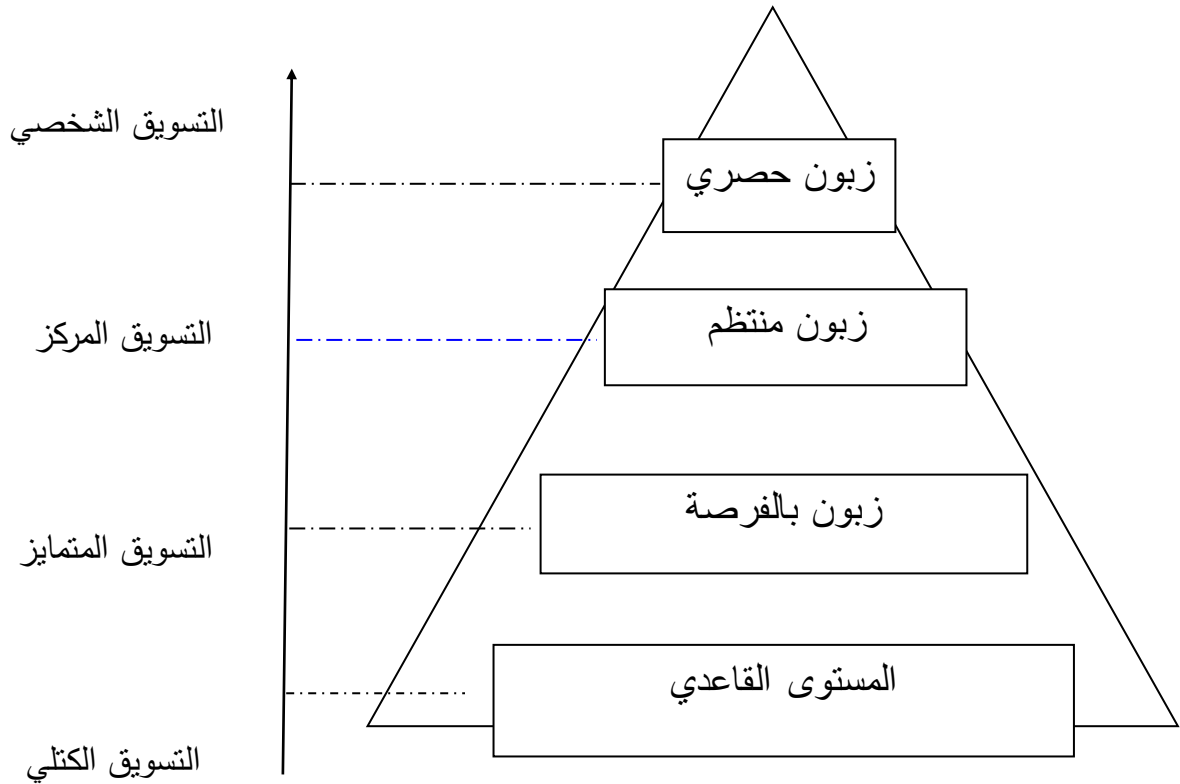 التسويق الشخصي
زبون حصري
زبون منتظم
التسويق المركز
زبون بالفرصة
التسويق المتمايز
المستوى القاعدي
التسويق الكتلي